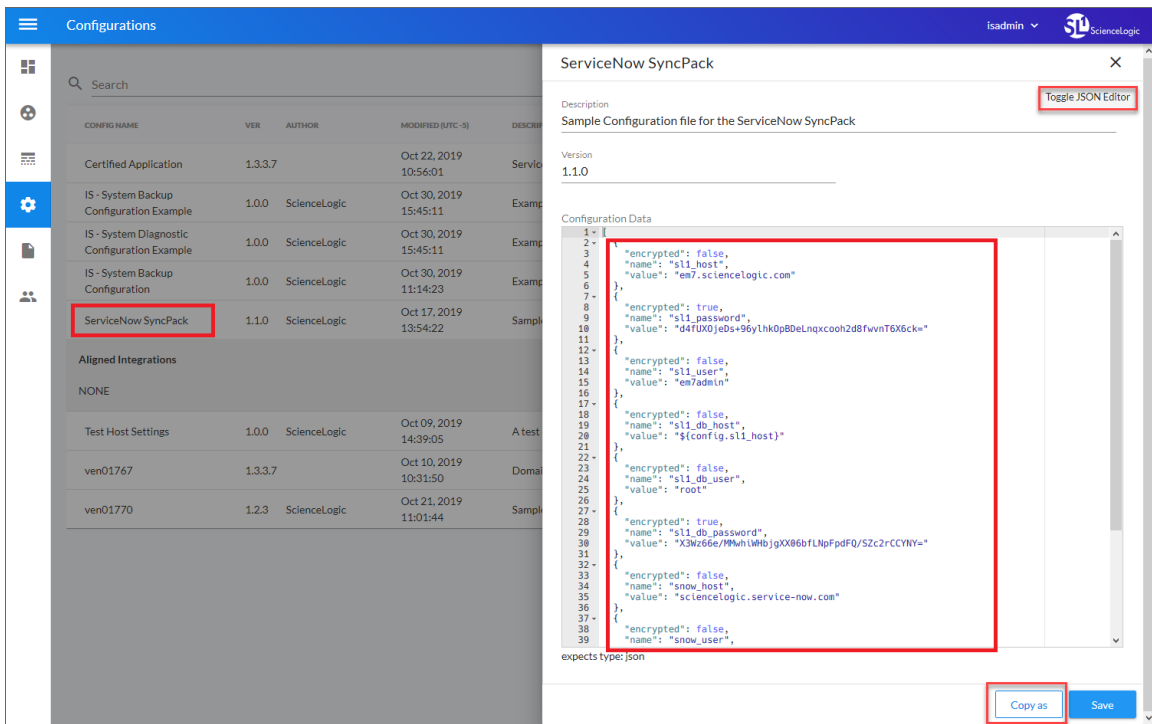 Configurations
isadmin
SL1 ScienceLogic
Search
CONFIG NAME VER AUTHOR MODIFIED (UTC -5) DESCRIP
Certified Application 1.3.3.7 Oct 22, 2019 10:56:01 Service
IS - System Backup Configuration Example 1.0.0 ScienceLogic Oct 30, 2019 15:45:11 Examp
IS - System Diagnostic Configuration Example 1.0.0 ScienceLogic Oct 30, 2019 15:45:11 Examp
IS - System Backup Configuration 1.0.0 ScienceLogic Oct 30, 2019 11:14:23 Examp
ServiceNow SyncPack 1.1.0 ScienceLogic Oct 17, 2019 13:54:22 Sample
Aligned Integrations
NONE
Test Host Settings 1.0.0 ScienceLogic Oct 09, 2019 14:39:05 A test
ven01767 1.3.3.7 Oct 10, 2019 10:31:50 Domai
ven01770 1.2.3 ScienceLogic Oct 21, 2019 11:01:44 Sample
ServiceNow SyncPack
Toggle JSON Editor
Description
Sample Configuration file for the ServiceNow SyncPack
Version
1.1.0
Configuration Data
1 [
2 {
3 "encrypted": false,
4 "name": "sl1_host",
5 "value": "em7.sciencelogic.com"
6 },
7 {
8 "encrypted": true,
9 "name": "sl1_password",
10 "value": "d4fUXOjeDs+96ylhkOpBDeLnqxcooh2d8fwvnT6X6ck="
11 },
12 {
13 "encrypted": false,
14 "name": "sl1_user",
15 "value": "em7admin"
16 },
17 {
18 "encrypted": false,
19 "name": "sl1_db_host",
20 "value": "${config.sl1_host}"
21 },
22 {
23 "encrypted": false,
24 "name": "sl1_db_user",
25 "value": "root"
26 },
27 {
28 "encrypted": true,
29 "name": "sl1_db_password",
30 "value": "X3Wz66e/MMwhiWHbjgXX06bfLNpFpdFQ/SZc2rCCYNY="
31 },
32 {
33 "encrypted": false,
34 "name": "snow_host",
35 "value": "sciencelogic.service-now.com"
36 },
37 {
38 "encrypted": false,
39 "name": "snow_user",
expects type: json
Copy as
Save